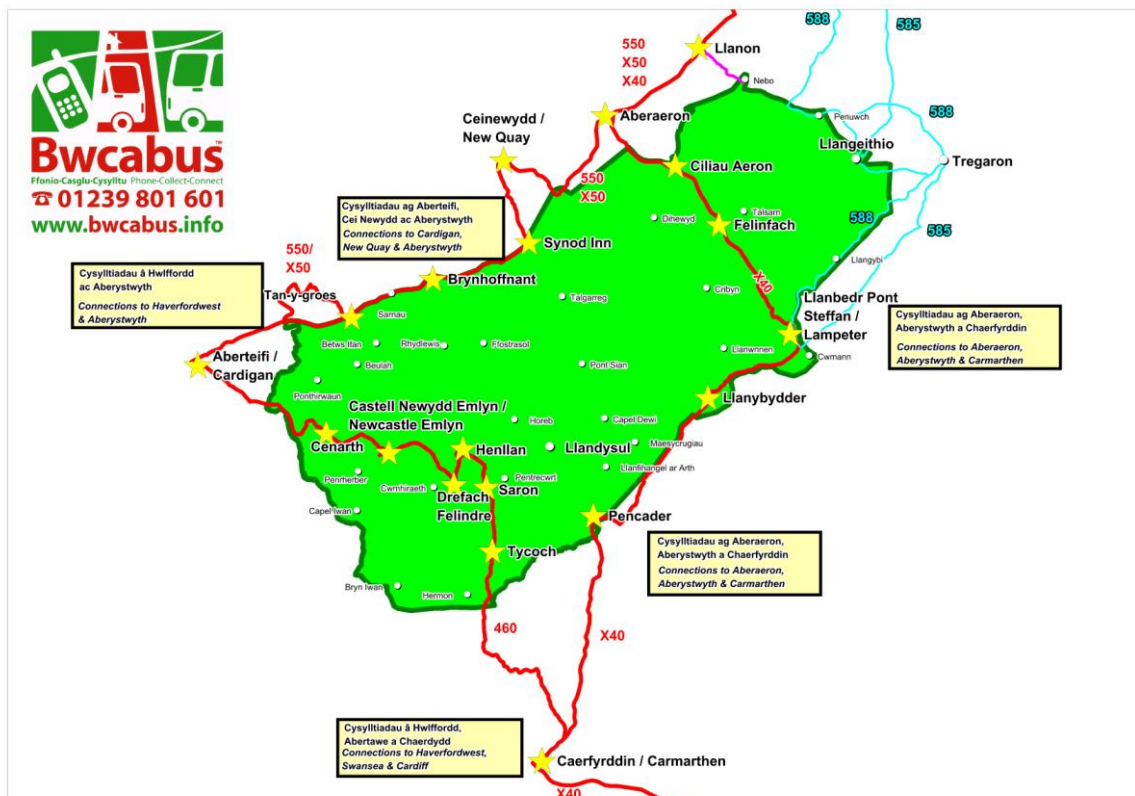 Bwcabus™
Ffonio-Casglu-Cysylltu Phone-Collect-Connect
☎ 01239 801 601
www.bwcabus.info
588
585
550
X50
X40
Llanon
Nebo
Aberaeron
Penuwch
588
Llangeithio
Tregaron
Ceinewydd /
New Quay
Ciliau Aeron
550
X50
Cysylltiadau ag Aberteifi,
Cei Newydd ac Aberystwyth
Connections to Cardigan,
New Quay & Aberystwyth
Dihewyd
Talsarn
Felinfach
588
585
Synod Inn
550/
X50
Llangybi
Cysylltiadau â Hwlffordd
ac Aberystwyth
Connections to Haverfordwest
& Aberystwyth
Brynhoffnant
X40
Tan-y-groes
Sarnau
Talgarreg
Cribyn
Llanbedr Pont
Steffan /
Lampeter
Cysylltiadau ag Aberaeron,
Aberystwyth a Chaerfyrddin
Connections to Aberaeron,
Aberystwyth & Carmarthen
Betws Ifan
Rhydlewis
Ffostrasol
Llanwnnen
Cwmann
Aberteifi /
Cardigan
Beulah
Pont Sian
Ponthirwaun
Llanybydder
Castell Newydd Emlyn /
Newcastle Emlyn
Horeb
Capel Dewi
Cenarth
Henllan
Llandysul
Maesycrugiau
Llanfihangel ar Arth
Penrherber
Cwmhiraeth
Pentrecwrt
Drefach
Felindre
Saron
Capel Iwan
Pencader
Tycoch
Cysylltiadau ag Aberaeron,
Aberystwyth a Chaerfyrddin
Connections to Aberaeron,
Aberystwyth & Carmarthen
Bryn Iwan
Hermon
460
X40
Cysylltiadau â Hwlffordd,
Abertawe a Chaerdydd
Connections to Haverfordwest,
Swansea & Cardiff
Caerfyrddin / Carmarthen
X40